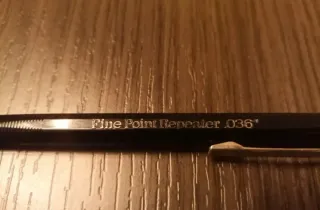 Fine Point Repeater .036"